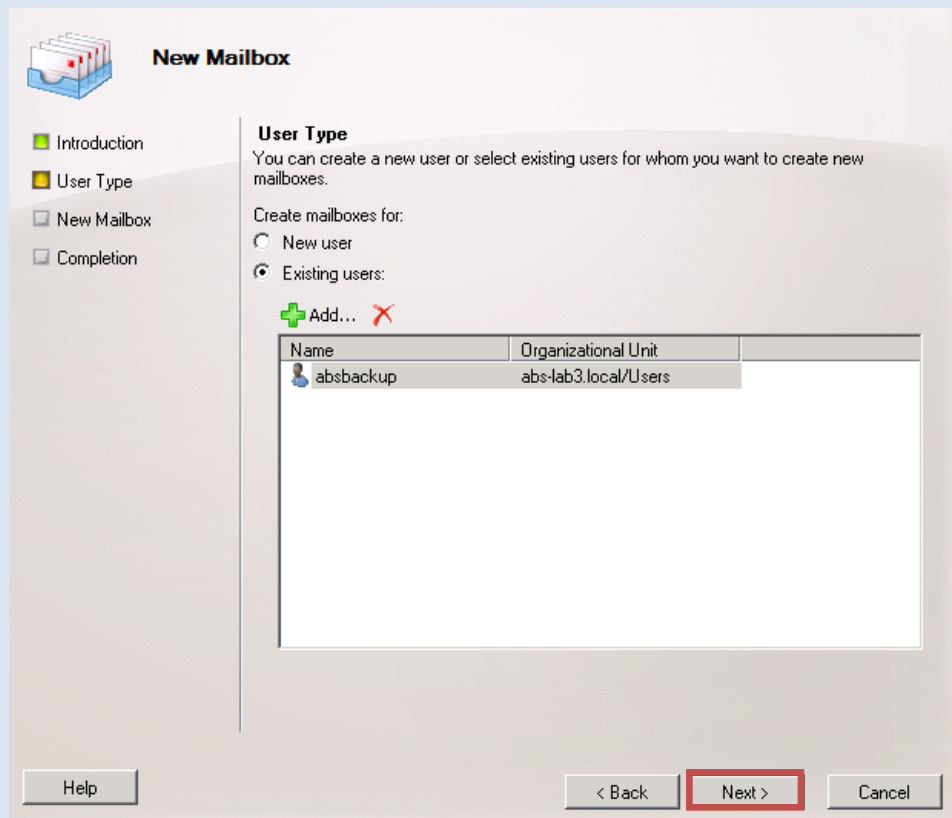 New Mailbox
Introduction
User Type
New Mailbox
Completion
User Type
You can create a new user or select existing users for whom you want to create new
mailboxes.
Create mailboxes for:
New user
Existing users:
Add...
Name Organizational Unit
absbackup abs-lab3.local/Users
Help < Back Next > Cancel